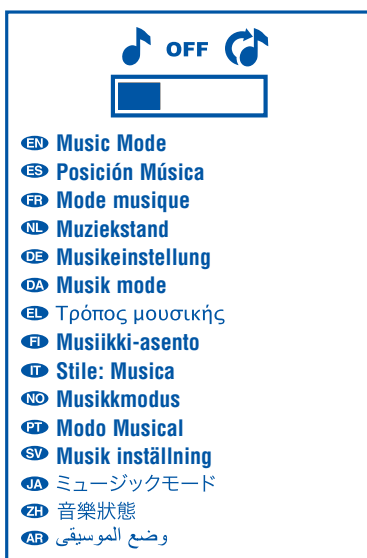 OFF
EN Music Mode
ES Posición Música
FR Mode musique
NL Muziekstand
DE Musikeinstellung
DA Musik mode
EL Τρόπος μουσικής
FI Musiikki-asento
IT Stile: Musica
NO Musikkmodus
PT Modo Musical
SV Musik inställning
JA ミュージックモード
ZH 音樂狀態
AR وضع الموسيقى